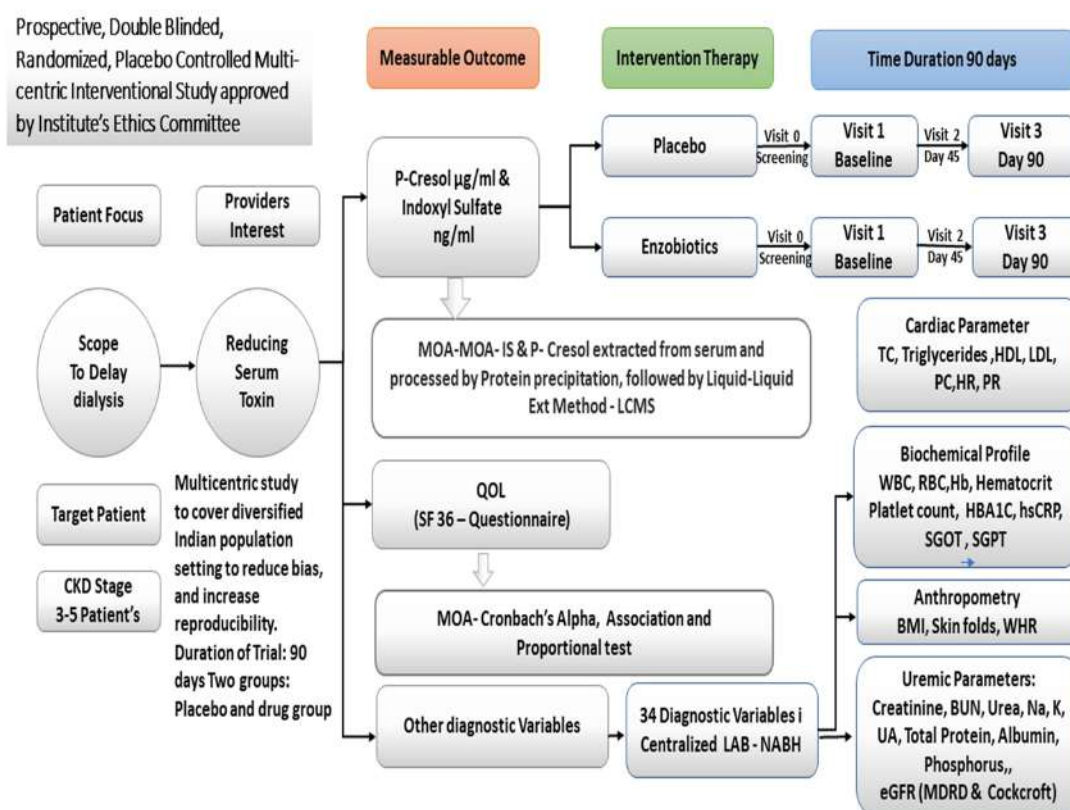 Prospective, Double Blinded,
Randomized, Placebo Controlled Multi-
centric Interventional Study approved
by Institute's Ethics Committee
Measurable Outcome
Intervention Therapy
Time Duration 90 days
Patient Focus
Providers
Interest
Scope
To Delay
dialysis
Reducing
Serum
Toxin
Target Patient
CKD Stage
3-5 Patient's
Multicentric study
to cover diversified
Indian population
setting to reduce bias,
and increase
reproducibility.
Duration of Trial: 90
days Two groups:
Placebo and drug group
P-Cresol µg/ml &
Indoxyl Sulfate
ng/ml
Placebo
Visit 0
Screening
Visit 1
Baseline
Visit 2
Day 45
Visit 3
Day 90
Enzobiotics
Visit 0
Screening
Visit 1
Baseline
Visit 2
Day 45
Visit 3
Day 90
MOA-MOA- IS & P- Cresol extracted from serum and
processed by Protein precipitation, followed by Liquid-Liquid
Ext Method - LCMS
QOL
(SF 36 – Questionnaire)
MOA- Cronbach's Alpha, Association and
Proportional test
Other diagnostic Variables
34 Diagnostic Variables i
Centralized LAB - NABH
Cardiac Parameter
TC, Triglycerides ,HDL, LDL,
PC,HR, PR
Biochemical Profile
WBC, RBC,Hb, Hematocrit
Platlet count, HBA1C, hsCRP,
SGOT , SGPT
Anthropometry
BMI, Skin folds, WHR
Uremic Parameters:
Creatinine, BUN, Urea, Na, K,
UA, Total Protein, Albumin,
Phosphorus,,
eGFR (MDRD & Cockcroft)